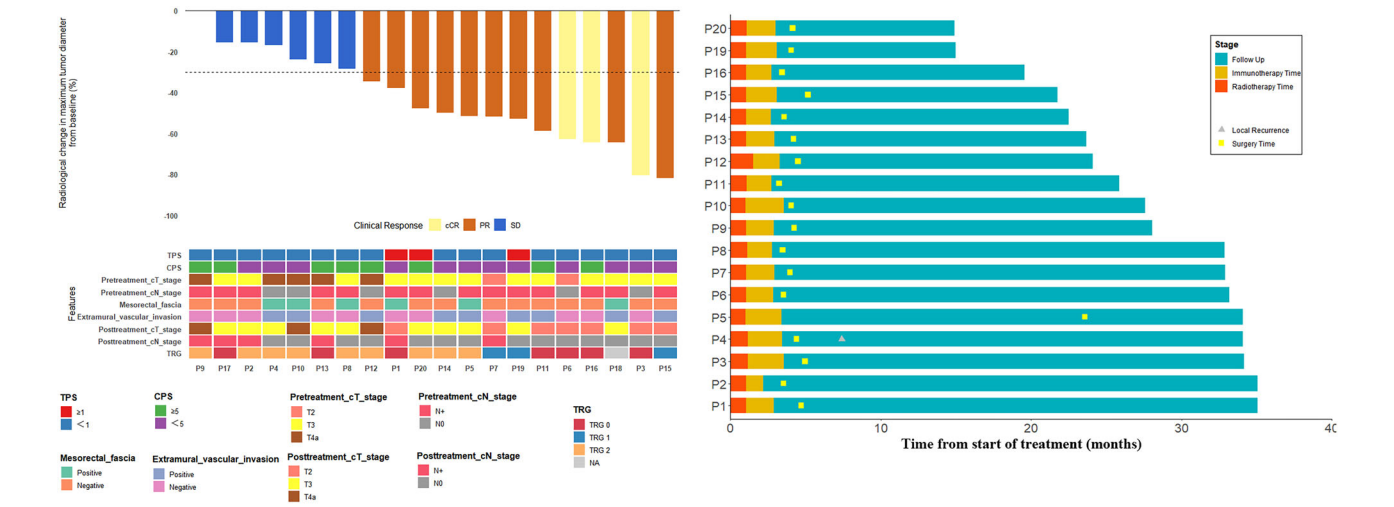 0
-20
-40
-60
-80
-100
Radiological change in maximum tumor diameter
from baseline (%)
Clinical Response cCR PR SD
Features
TPS
CPS
Pretreatment_cT_stage
Pretreatment_cN_stage
Mesorectal_fascia
Extramural_vascular_invasion
Posttreatment_cT_stage
Posttreatment_cN_stage
TRG
P9 P17 P2 P4 P10 P13 P8 P12 P1 P20 P14 P5 P7 P19 P11 P6 P16 P18 P3 P15
TPS
≥1
<1
CPS
≥5
<5
Pretreatment_cT_stage
T2
T3
T4a
Pretreatment_cN_stage
N+
N0
TRG
TRG 0
TRG 1
TRG 2
NA
Mesorectal_fascia
Positive
Negative
Extramural_vascular_invasion
Positive
Negative
Posttreatment_cT_stage
T2
T3
T4a
Posttreatment_cN_stage
N+
N0
P20
P19
P16
P15
P14
P13
P12
P11
P10
P9
P8
P7
P6
P5
P4
P3
P2
P1
0 10 20 30
Time from start of treatment (months)
Stage
Follow Up
Immunotherapy Time
Radiotherapy Time
Local Recurrence
Surgery Time